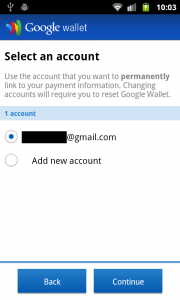 10:03
Google wallet
Select an account
Use the account that you want to permanently
link to your payment information. Changing
accounts will require you to reset Google Wallet.
1 account
@gmail.com
Add new account
Back
Continue